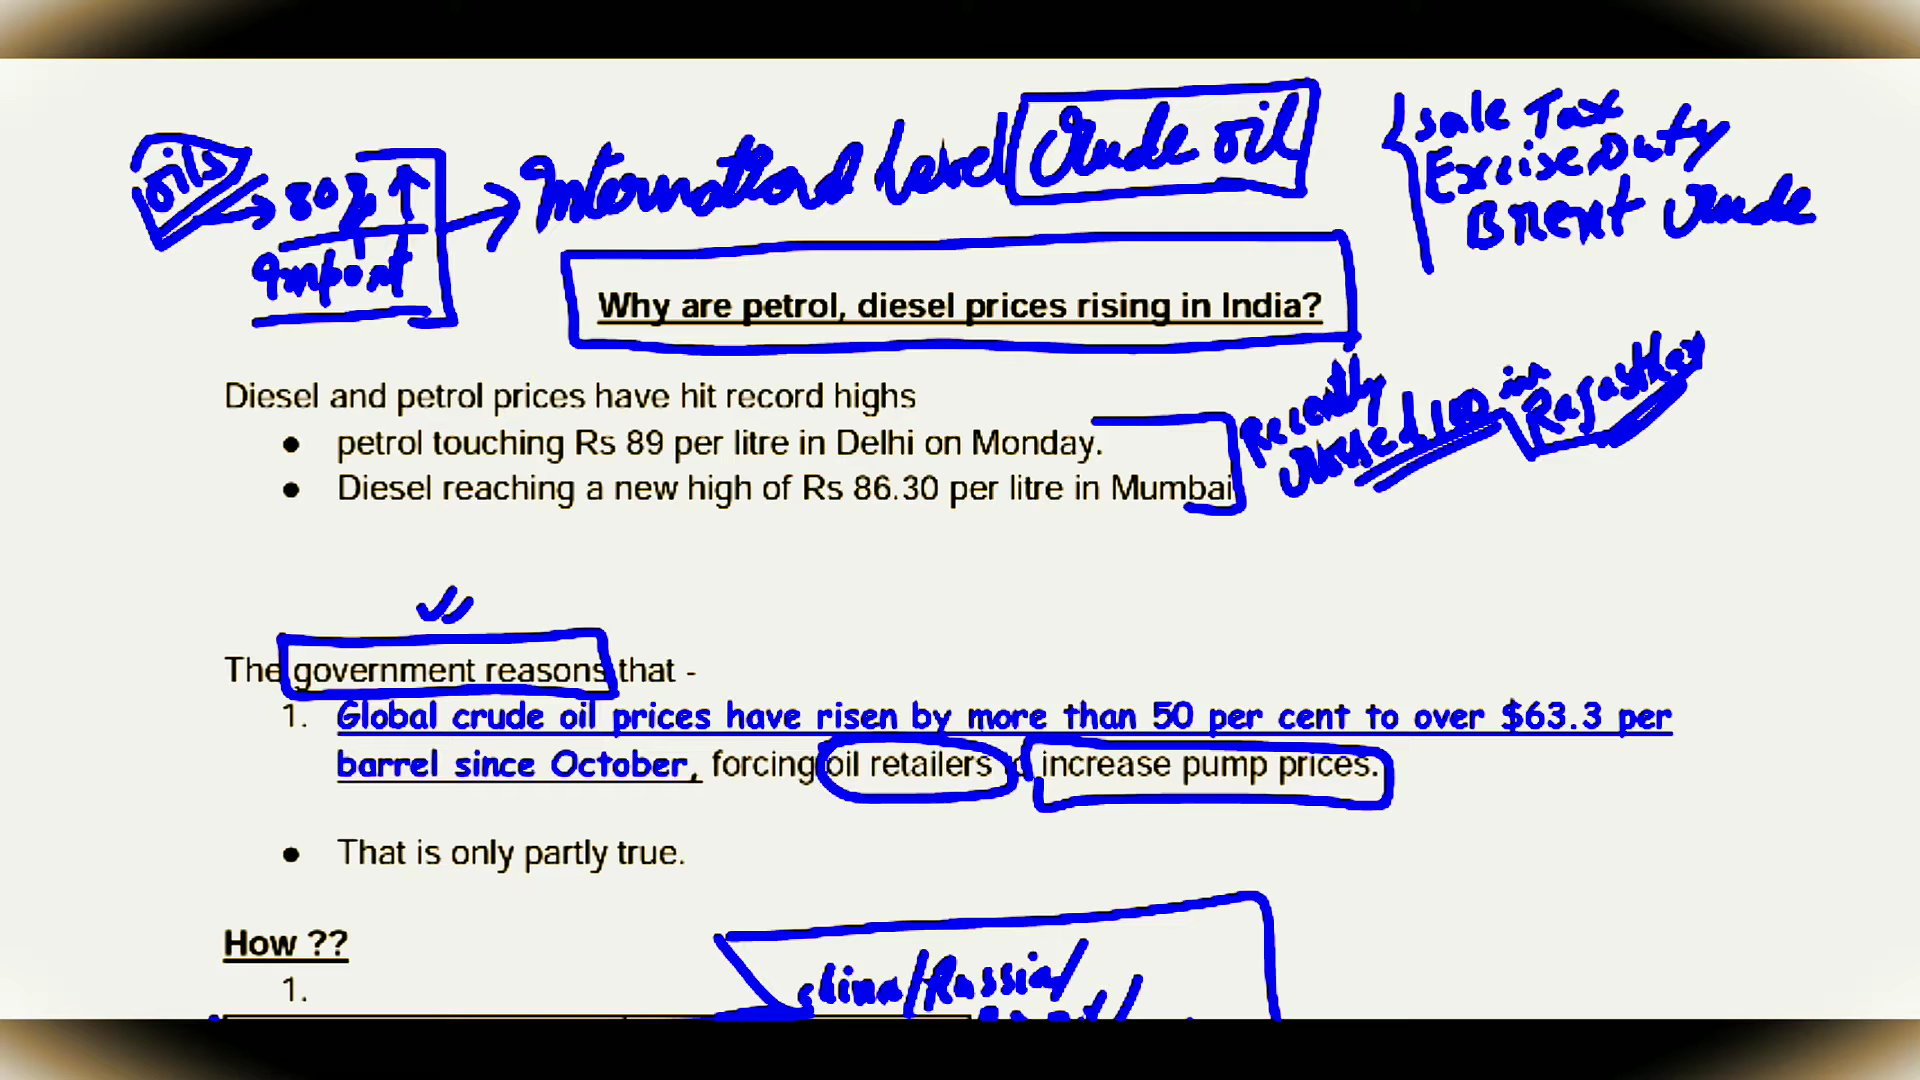 oils
80% ↑
Import
International Level Crude oil
Sale Tax
Excise Duty
Brent Crude
Why are petrol, diesel prices rising in India?
Diesel and petrol prices have hit record highs
● petrol touching Rs 89 per litre in Delhi on Monday.
● Diesel reaching a new high of Rs 86.30 per litre in Mumbai
Recently
100 in
The government reasons that -
1. Global crude oil prices have risen by more than 50 per cent to over $63.3 per
barrel since October, forcing oil retailers increase pump prices.
● That is only partly true.
How ??
1.
China/Russia/